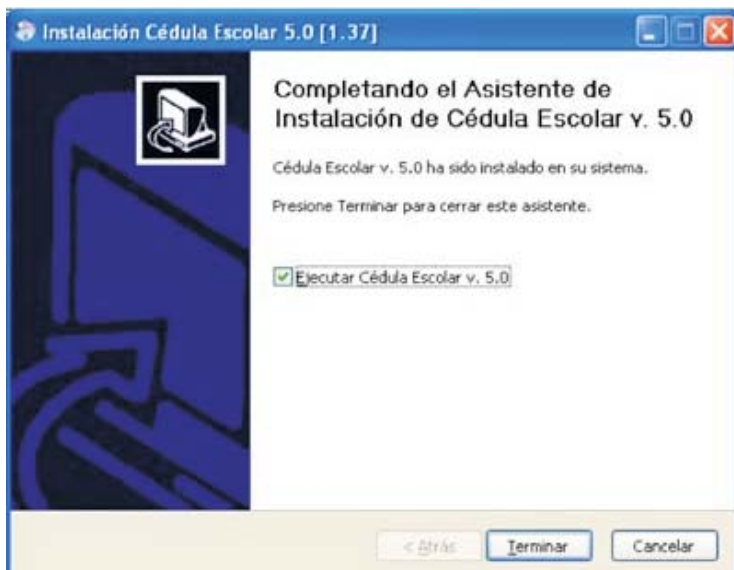 Instalación Cédula Escolar 5.0 [1.37]
Completando el Asistente de
Instalación de Cédula Escolar v. 5.0
Cédula Escolar v. 5.0 ha sido instalado en su sistema.
Presione Terminar para cerrar este asistente.
Ejecutar Cédula Escolar v. 5.0
< Atrás Terminar Cancelar